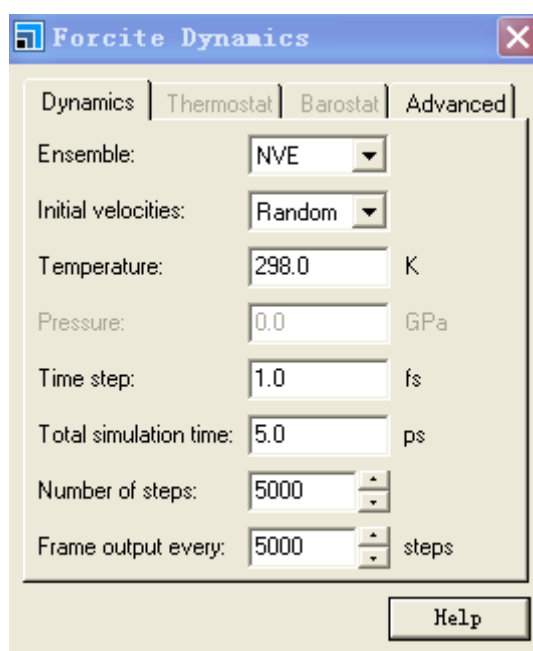 Forcite Dynamics
Dynamics Thermostat Barostat Advanced
Ensemble: NVE
Initial velocities: Random
Temperature: 298.0 K
Pressure: 0.0 GPa
Time step: 1.0 fs
Total simulation time: 5.0 ps
Number of steps: 5000
Frame output every: 5000 steps
Help